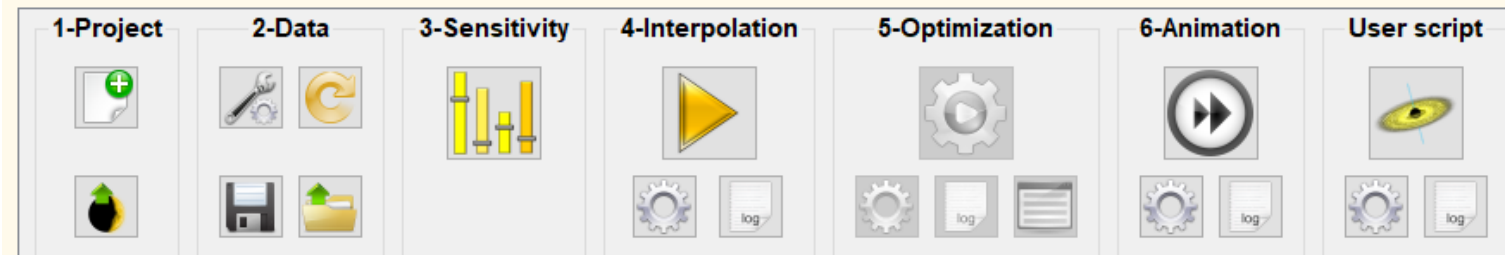 1-Project 2-Data 3-Sensitivity 4-Interpolation 5-Optimization 6-Animation User script
log log log log